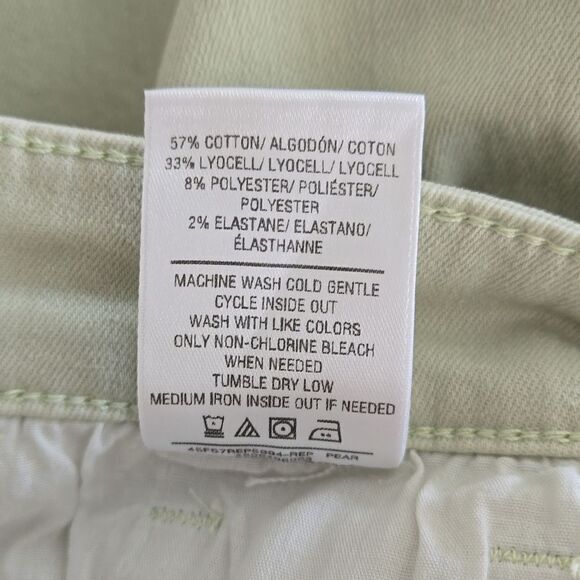 57% COTTON/ ALGODÓN/ COTON
33% LYOCELL/ LYOCELL/ LYOCELL
8% POLYESTER/ POLIÉSTER/
POLYESTER
2% ELASTANE/ ELASTANO/
ÉLASTHANNE
MACHINE WASH COLD GENTLE
CYCLE INSIDE OUT
WASH WITH LIKE COLORS
ONLY NON-CHLORINE BLEACH
WHEN NEEDED
TUMBLE DRY LOW
MEDIUM IRON INSIDE OUT IF NEEDED
PEAR